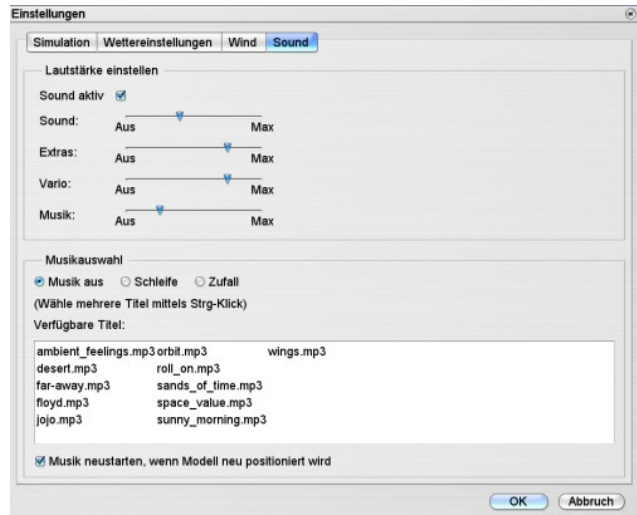 Einstellungen
Simulation Wettereinstellungen Wind Sound
Lautstärke einstellen
Sound aktiv
Sound:
Aus Max
Extras:
Aus Max
Vario:
Aus Max
Musik:
Aus Max
Musikauswahl
Musik aus Schleife Zufall
(Wähle mehrere Titel mittels Strg-Klick)
Verfügbare Titel:
ambient_feelings.mp3 orbit.mp3 wings.mp3
desert.mp3 roll_on.mp3
far-away.mp3 sands_of_time.mp3
floyd.mp3 space_value.mp3
jojo.mp3 sunny_morning.mp3
Musik neustarten, wenn Modell neu positioniert wird
OK Abbruch